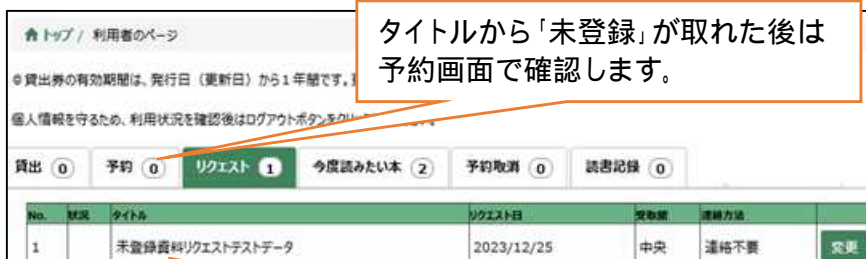 タイトルから「未登録」が取れた後は
予約画面で確認します。
トップ / 利用者のページ
貸出券の有効期間は、発行日（更新日）から1年間です。
個人情報を守るため、利用状況を確認後はログアウトボタンを
貸出 0 予約 0 リクエスト 1 今度読みたい本 2 予約取消 0 読書記録 0
No. 状況 タイトル リクエスト日 受取館 連絡方法
1 未登録資料リクエストテストデータ 2023/12/25 中央 連絡不要 変更